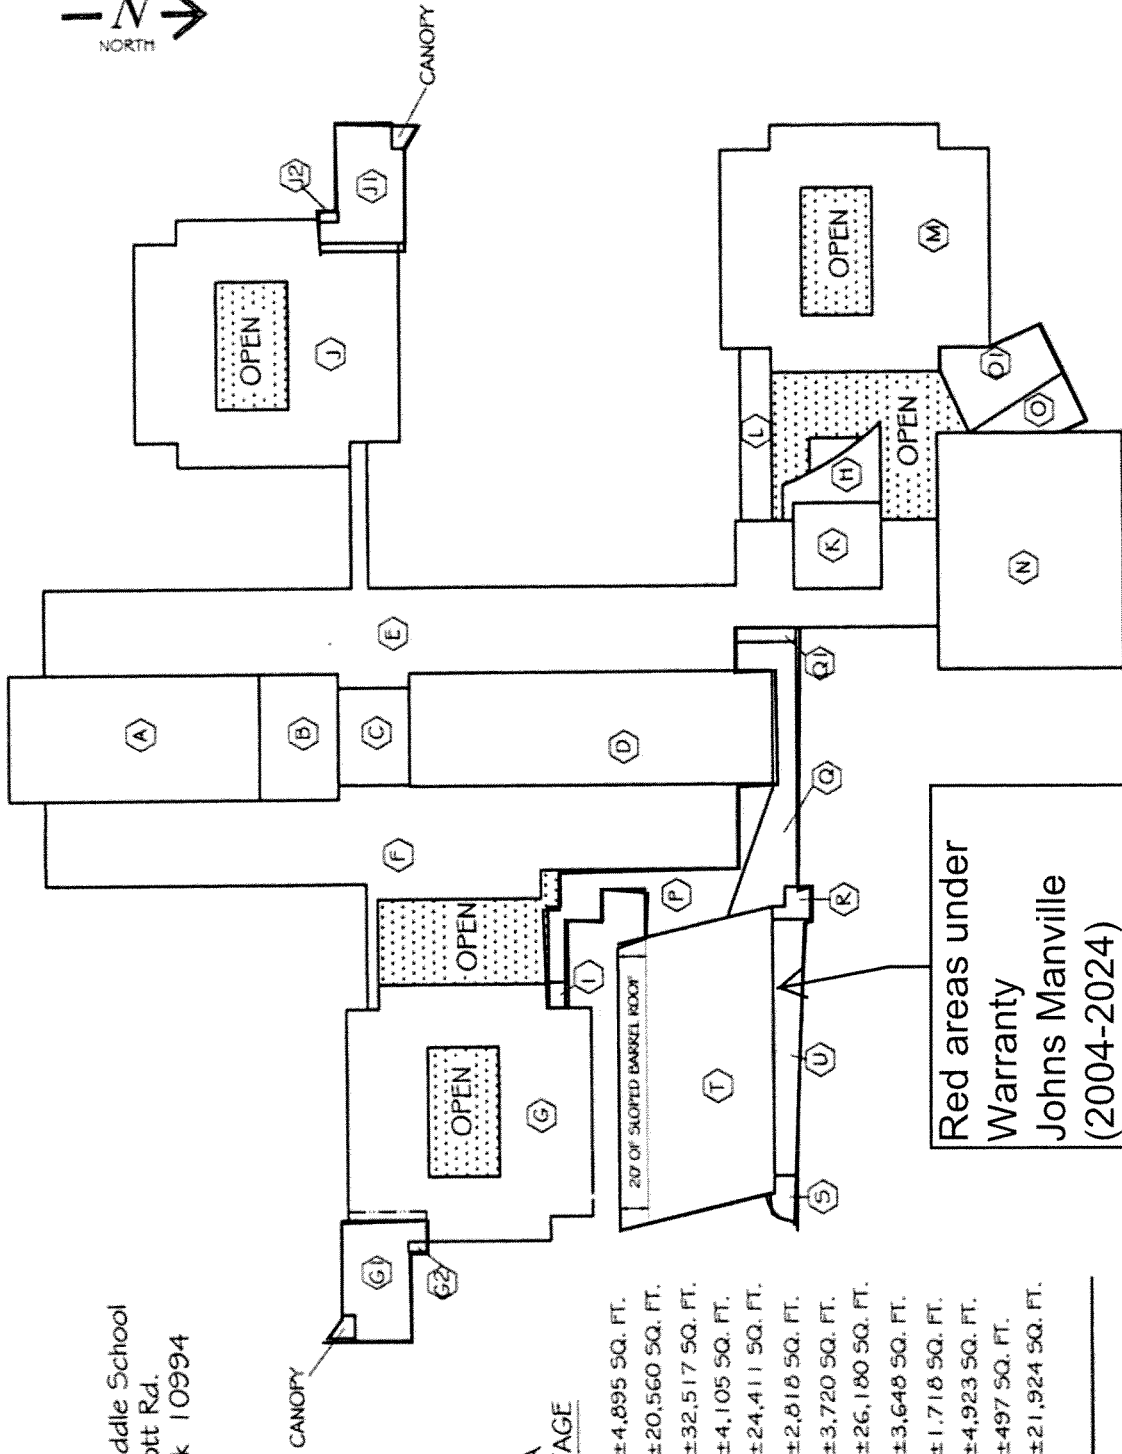 N
NORTH
CANOPY
J2
J1
OPEN
J
OPEN
M
L
OPEN
O1
O
H
K
N
E
A
B
C
D
Q1
Q
F
P
R
OPEN
I
20' OF SLOPED BARREL ROOF
T
U
S
OPEN
G
G1
G2
CANOPY
Red areas under
Warranty
Johns Manville
(2004-2024)
ddle School
ott Rd.
k 10994
A
AGE
±4,895 SQ. FT.
±20,560 SQ. FT.
±32,517 SQ. FT.
±4,105 SQ. FT.
±24,411 SQ. FT.
±2,818 SQ. FT.
±3,720 SQ. FT.
±26,180 SQ. FT.
±3,648 SQ. FT.
±1,718 SQ. FT.
±4,923 SQ. FT.
±497 SQ. FT.
±21,924 SQ. FT.